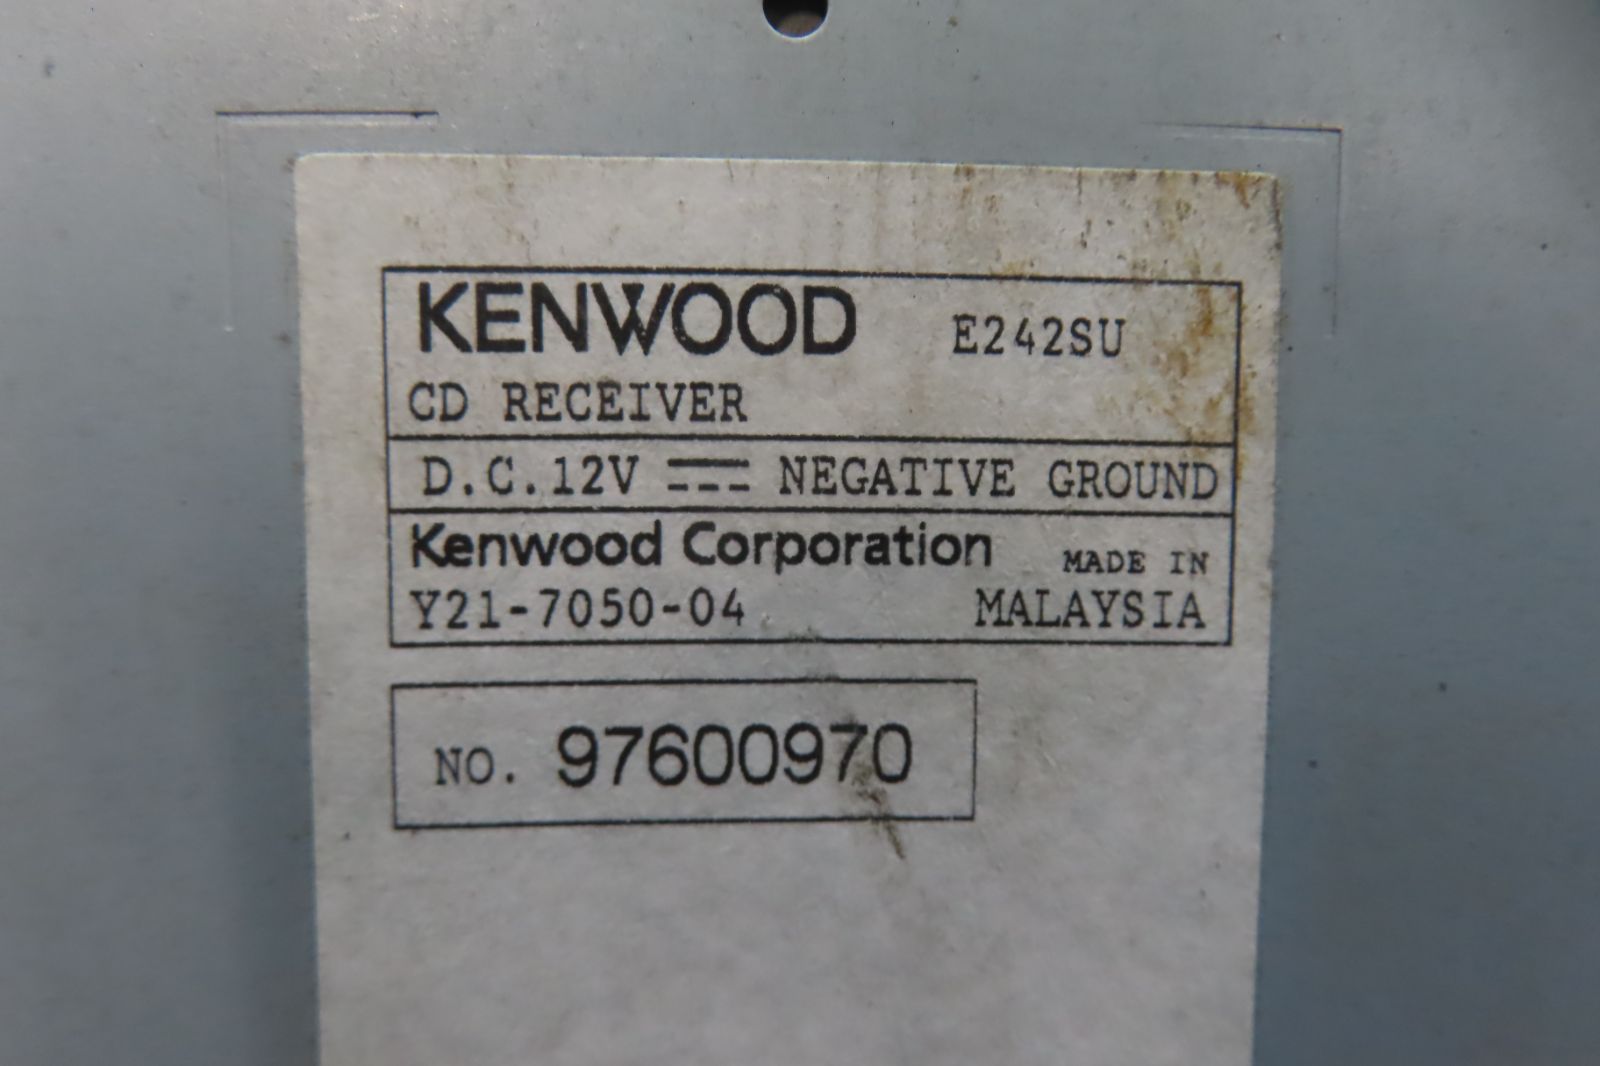 KENWOOD E242SU
CD RECEIVER
D.C.12V NEGATIVE GROUND
Kenwood Corporation MADE IN
Y21-7050-04 MALAYSIA
NO. 97600970